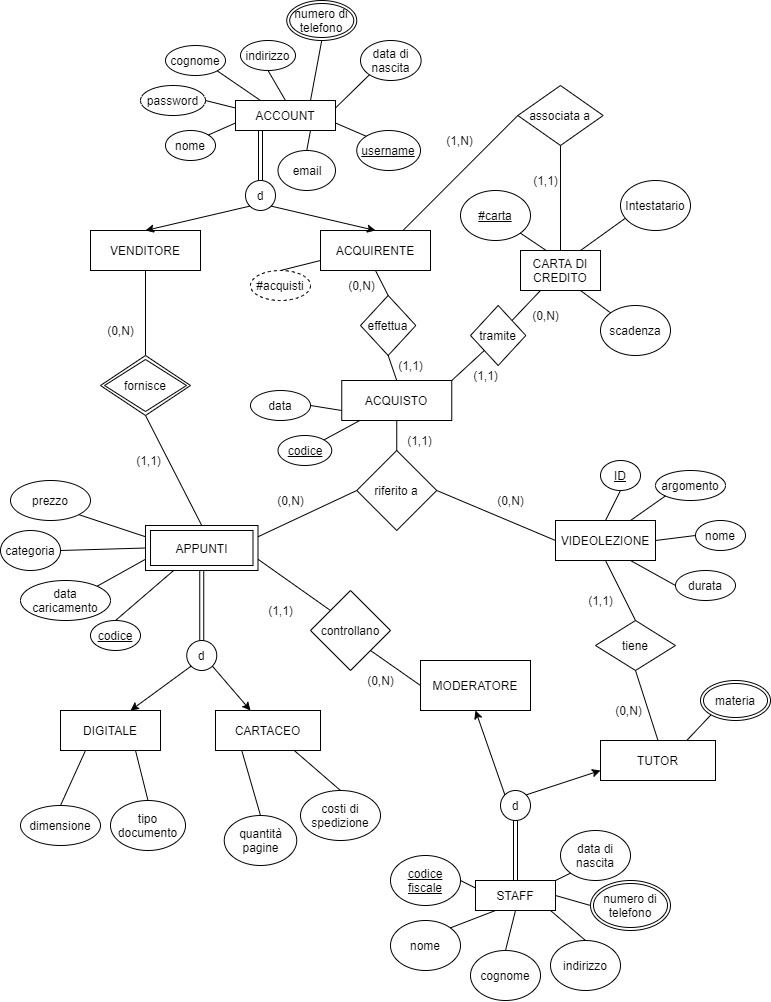 numero di
telefono
cognome
indirizzo
data di
nascita
password
ACCOUNT
nome
email
username
associata a
(1,N)
(1,1)
d
#carta
Intestatario
VENDITORE
ACQUIRENTE
CARTA DI
CREDITO
#acquisti
(0,N)
(0,N)
(0,N)
effettua
tramite
scadenza
fornisce
(1,1)
(1,1)
data
ACQUISTO
codice
(1,1)
(1,1)
prezzo
(0,N)
riferito a
(0,N)
ID
argomento
categoria
APPUNTI
VIDEOLEZIONE
nome
data
caricamento
durata
codice
(1,1)
controllano
(1,1)
tiene
d
(0,N)
MODERATORE
(0,N)
materia
DIGITALE
CARTACEO
TUTOR
dimensione
tipo
documento
quantità
pagine
costi di
spedizione
d
data di
nascita
codice
fiscale
STAFF
numero di
telefono
nome
cognome
indirizzo